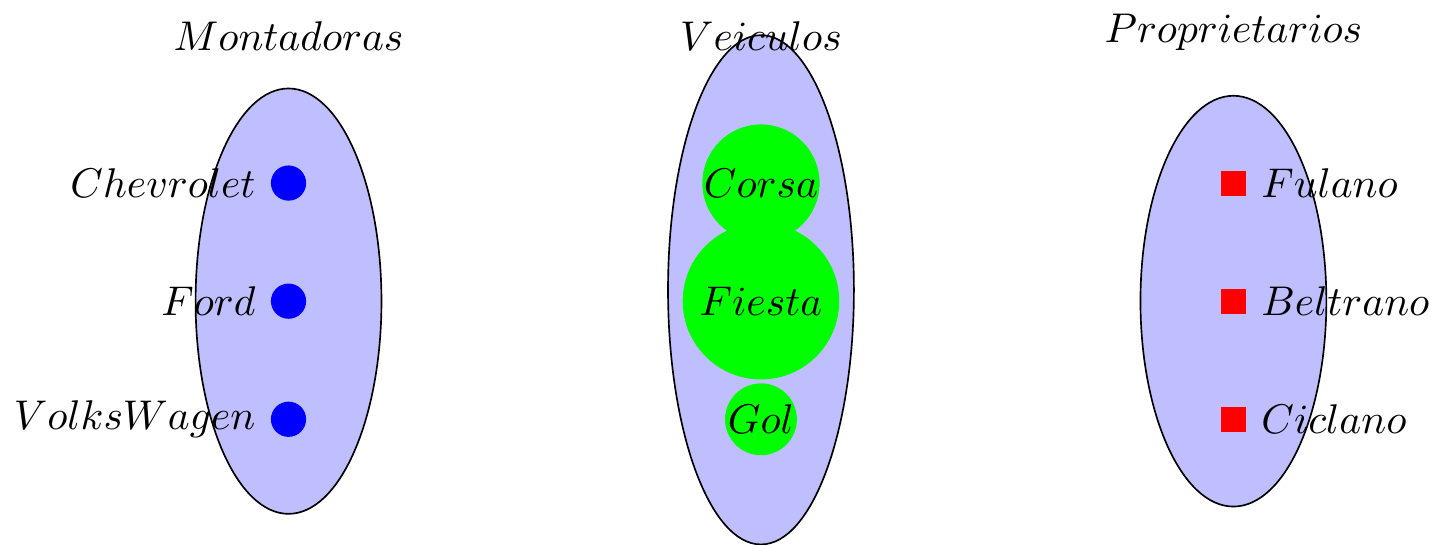 Montadoras
Chevrolet
Ford
VolksWagen
Veiculos
Corsa
Fiesta
Gol
Proprietarios
Fulano
Beltrano
Ciclano